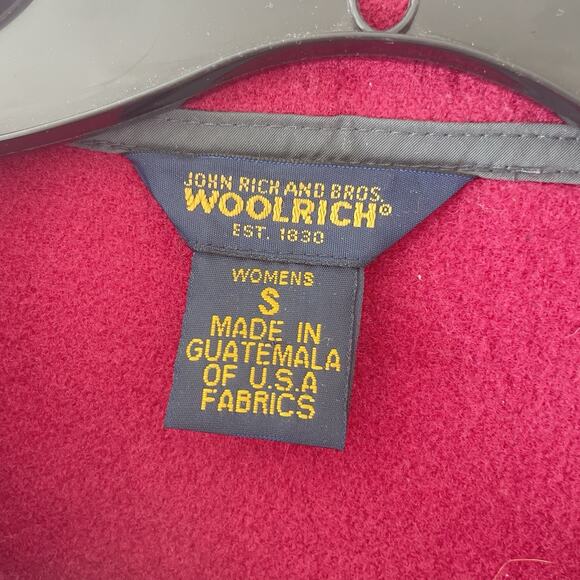 JOHN RICH AND BROS.
WOOLRICH®
EST. 1830
WOMENS
S
MADE IN
GUATEMALA
OF U.S.A
FABRICS